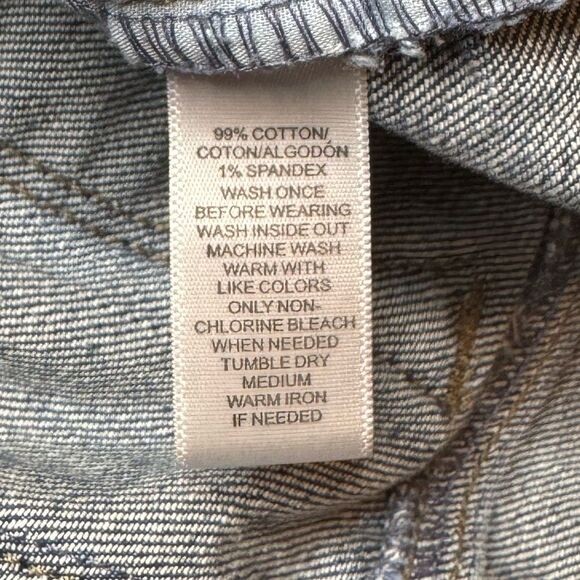 99% COTTON/
COTON/ALGODÓN
1% SPANDEX
WASH ONCE
BEFORE WEARING
WASH INSIDE OUT
MACHINE WASH
WARM WITH
LIKE COLORS
ONLY NON-
CHLORINE BLEACH
WHEN NEEDED
TUMBLE DRY
MEDIUM
WARM IRON
IF NEEDED